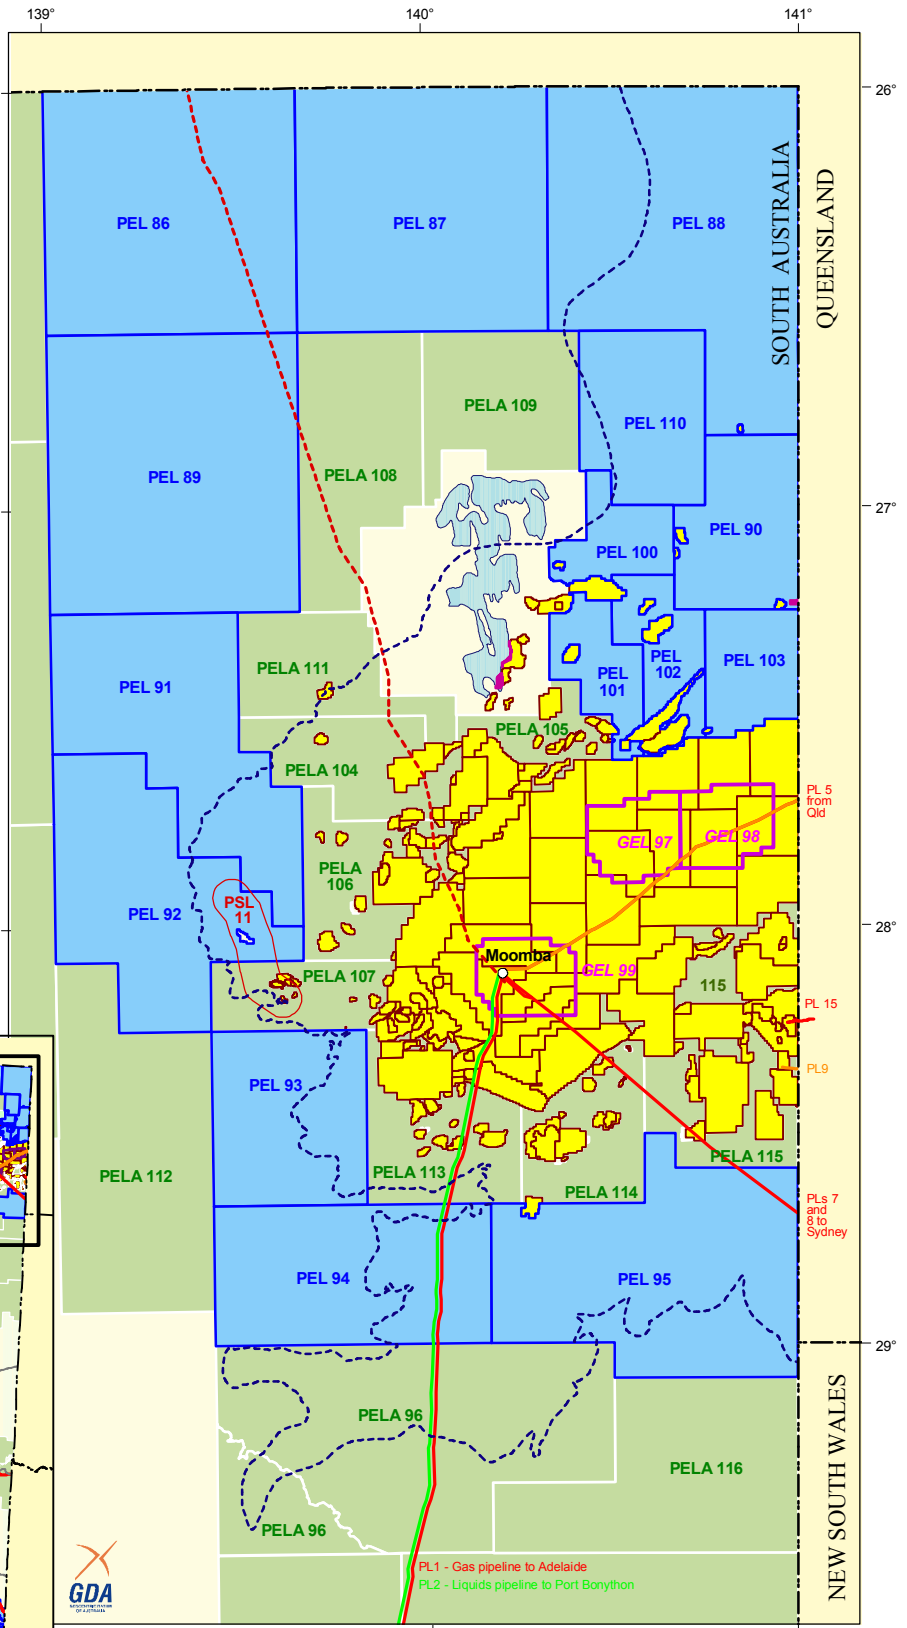 139°
140°
141°
26°
PEL 86
PEL 87
PEL 88
SOUTH AUSTRALIA
QUEENSLAND
PELA 109
PEL 110
PEL 89
PELA 108
27°
PEL 90
PEL 100
PELA 111
PEL
101
PEL
102
PEL 103
PEL 91
PELA 105
PELA 104
PL 5
from
Qld
GEL 97
GEL 98
PELA
106
PSL
11
PEL 92
28°
Moomba
GEL 99
PELA 107
115
PL 15
PL9
PEL 93
PELA 112
PELA 113
PELA 114
PELA 115
PLs 7
and
8 to
Sydney
PEL 94
PEL 95
29°
NEW SOUTH WALES
PELA 96
PELA 116
PELA 96
PL1 - Gas pipeline to Adelaide
PL2 - Liquids pipeline to Port Bonython
GDA